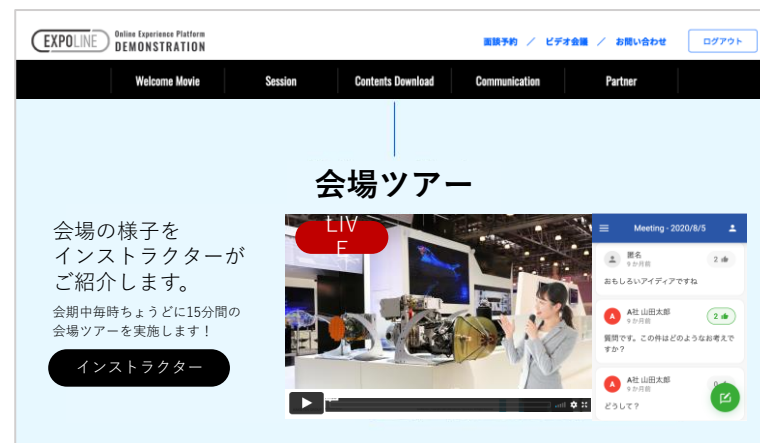 EXPOLINE
Online Experience Platform
DEMONSTRATION
面談予約 ／ ビデオ会議 ／ お問い合わせ
ログアウト
Welcome Movie Session Contents Download Communication Partner
会場ツアー
会場の様子を
インストラクターが
ご紹介します。
会期中毎時ちょうどに15分間の
会場ツアーを実施します！
インストラクター
LIV
E
Meeting - 2020/8/5
匿名
9 か月前
2
おもしろいアイディアですね
A
A社 山田太郎
9 か月前
2
質問です。この件はどのようなお考えで
すか？
A
A社 山田太郎
9 か月前
どうして？